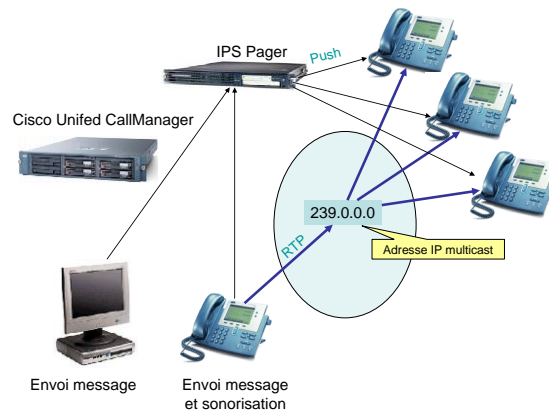 IPS Pager
Push
Cisco Unifed CallManager
239.0.0.0
Adresse IP multicast
RTP
Envoi message
Envoi message
et sonorisation